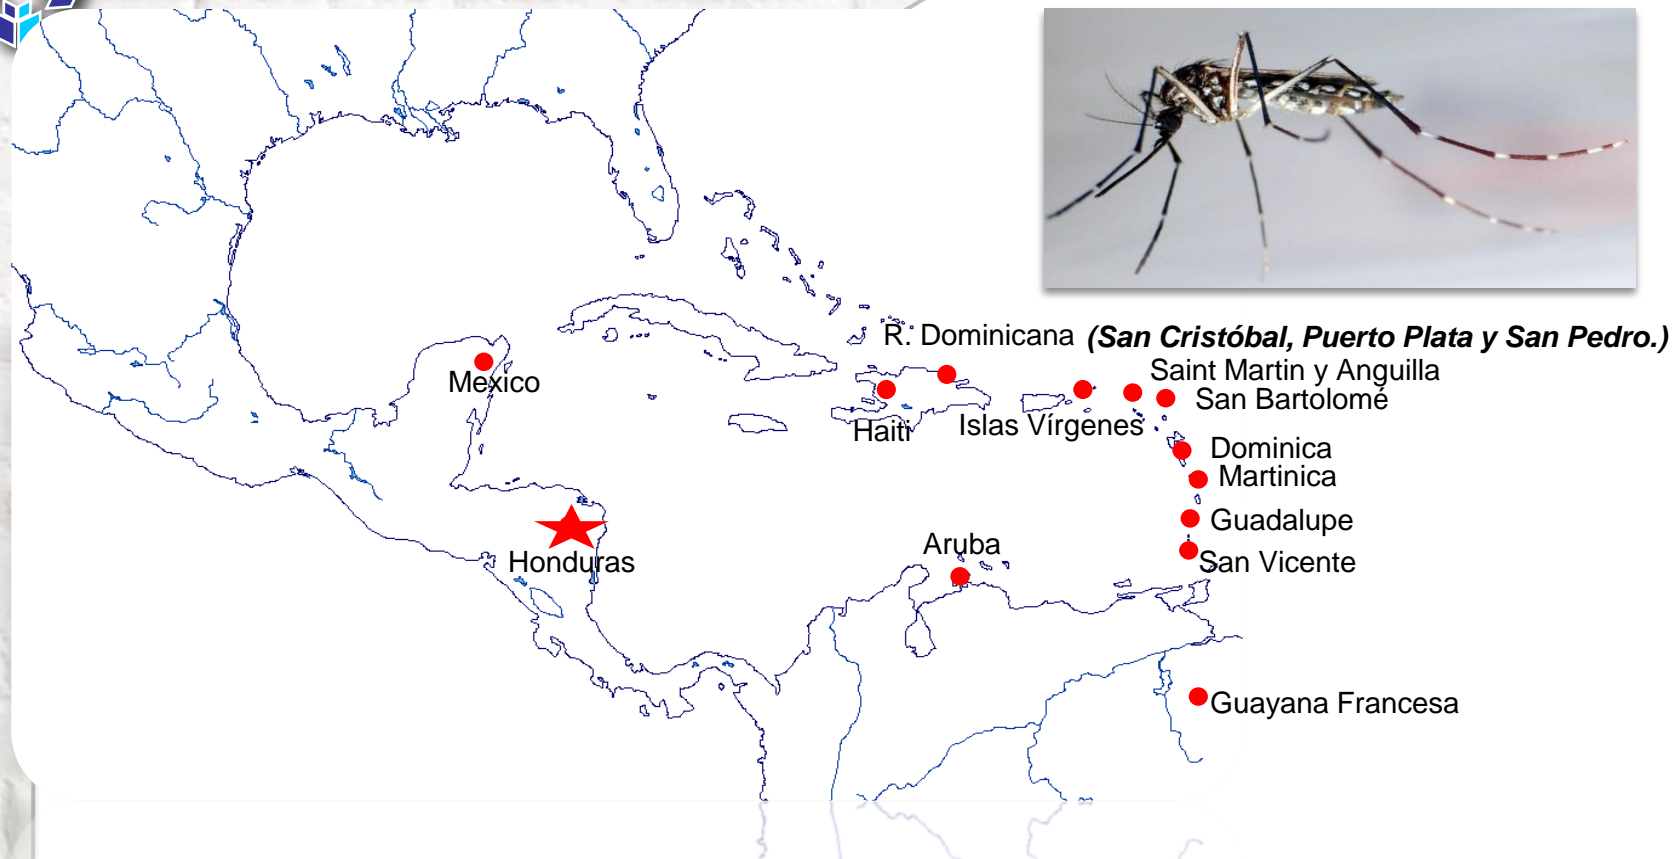 R. Dominicana (San Cristóbal, Puerto Plata y San Pedro.)
Saint Martin y Anguilla
Mexico
San Bartolomé
Haiti
Islas Vírgenes
Dominica
Martinica
Guadalupe
Aruba
Honduras
San Vicente
Guayana Francesa